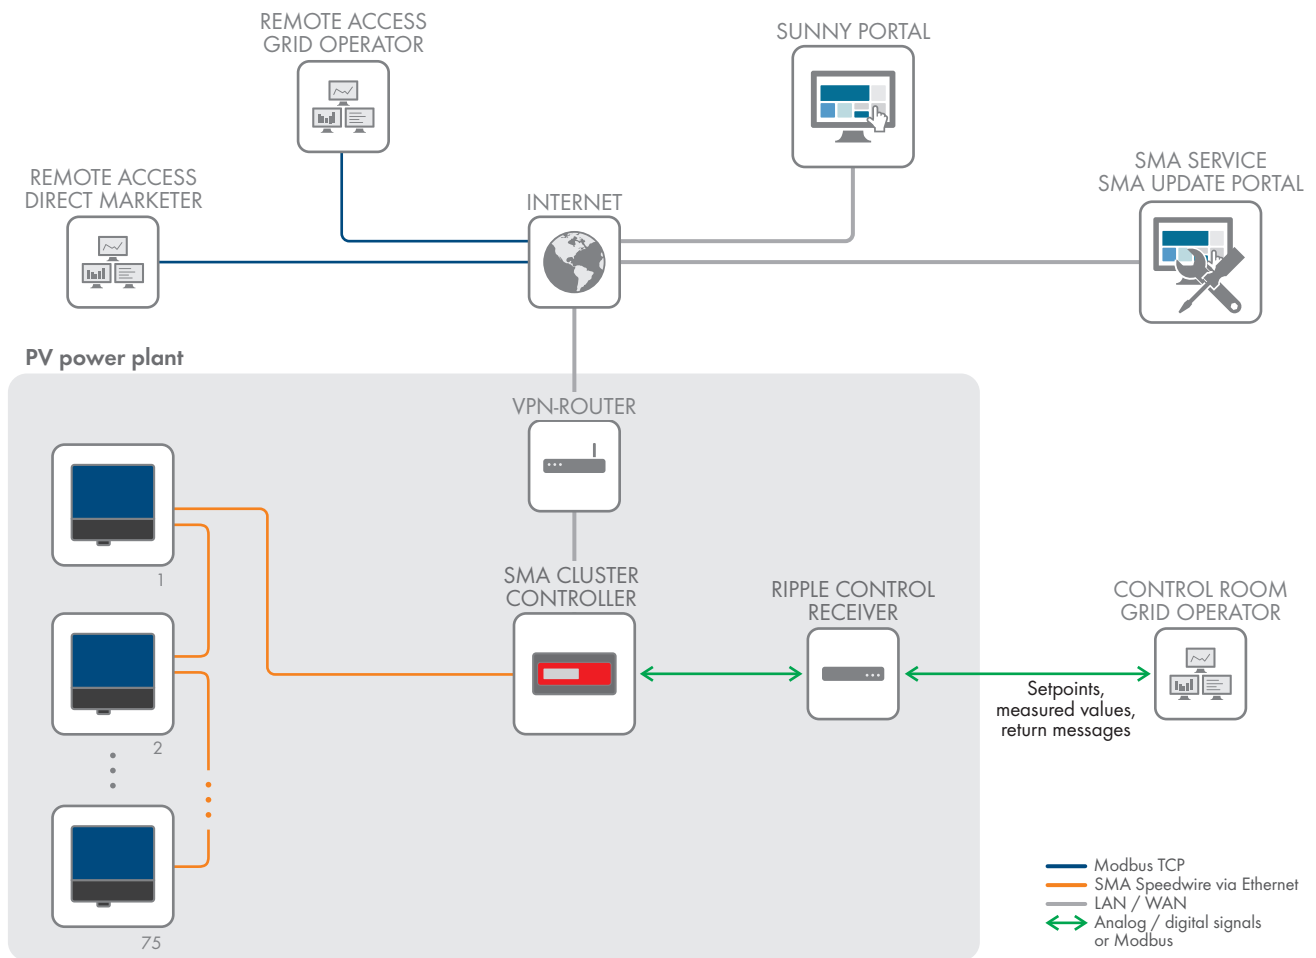 REMOTE ACCESS
GRID OPERATOR
SUNNY PORTAL
SMA SERVICE
SMA UPDATE PORTAL
REMOTE ACCESS
DIRECT MARKETER
INTERNET
PV power plant
VPN-ROUTER
1
SMA CLUSTER
CONTROLLER
RIPPLE CONTROL
RECEIVER
CONTROL ROOM
GRID OPERATOR
Setpoints,
measured values,
return messages
2
75
Modbus TCP
SMA Speedwire via Ethernet
LAN / WAN
Analog / digital signals
or Modbus